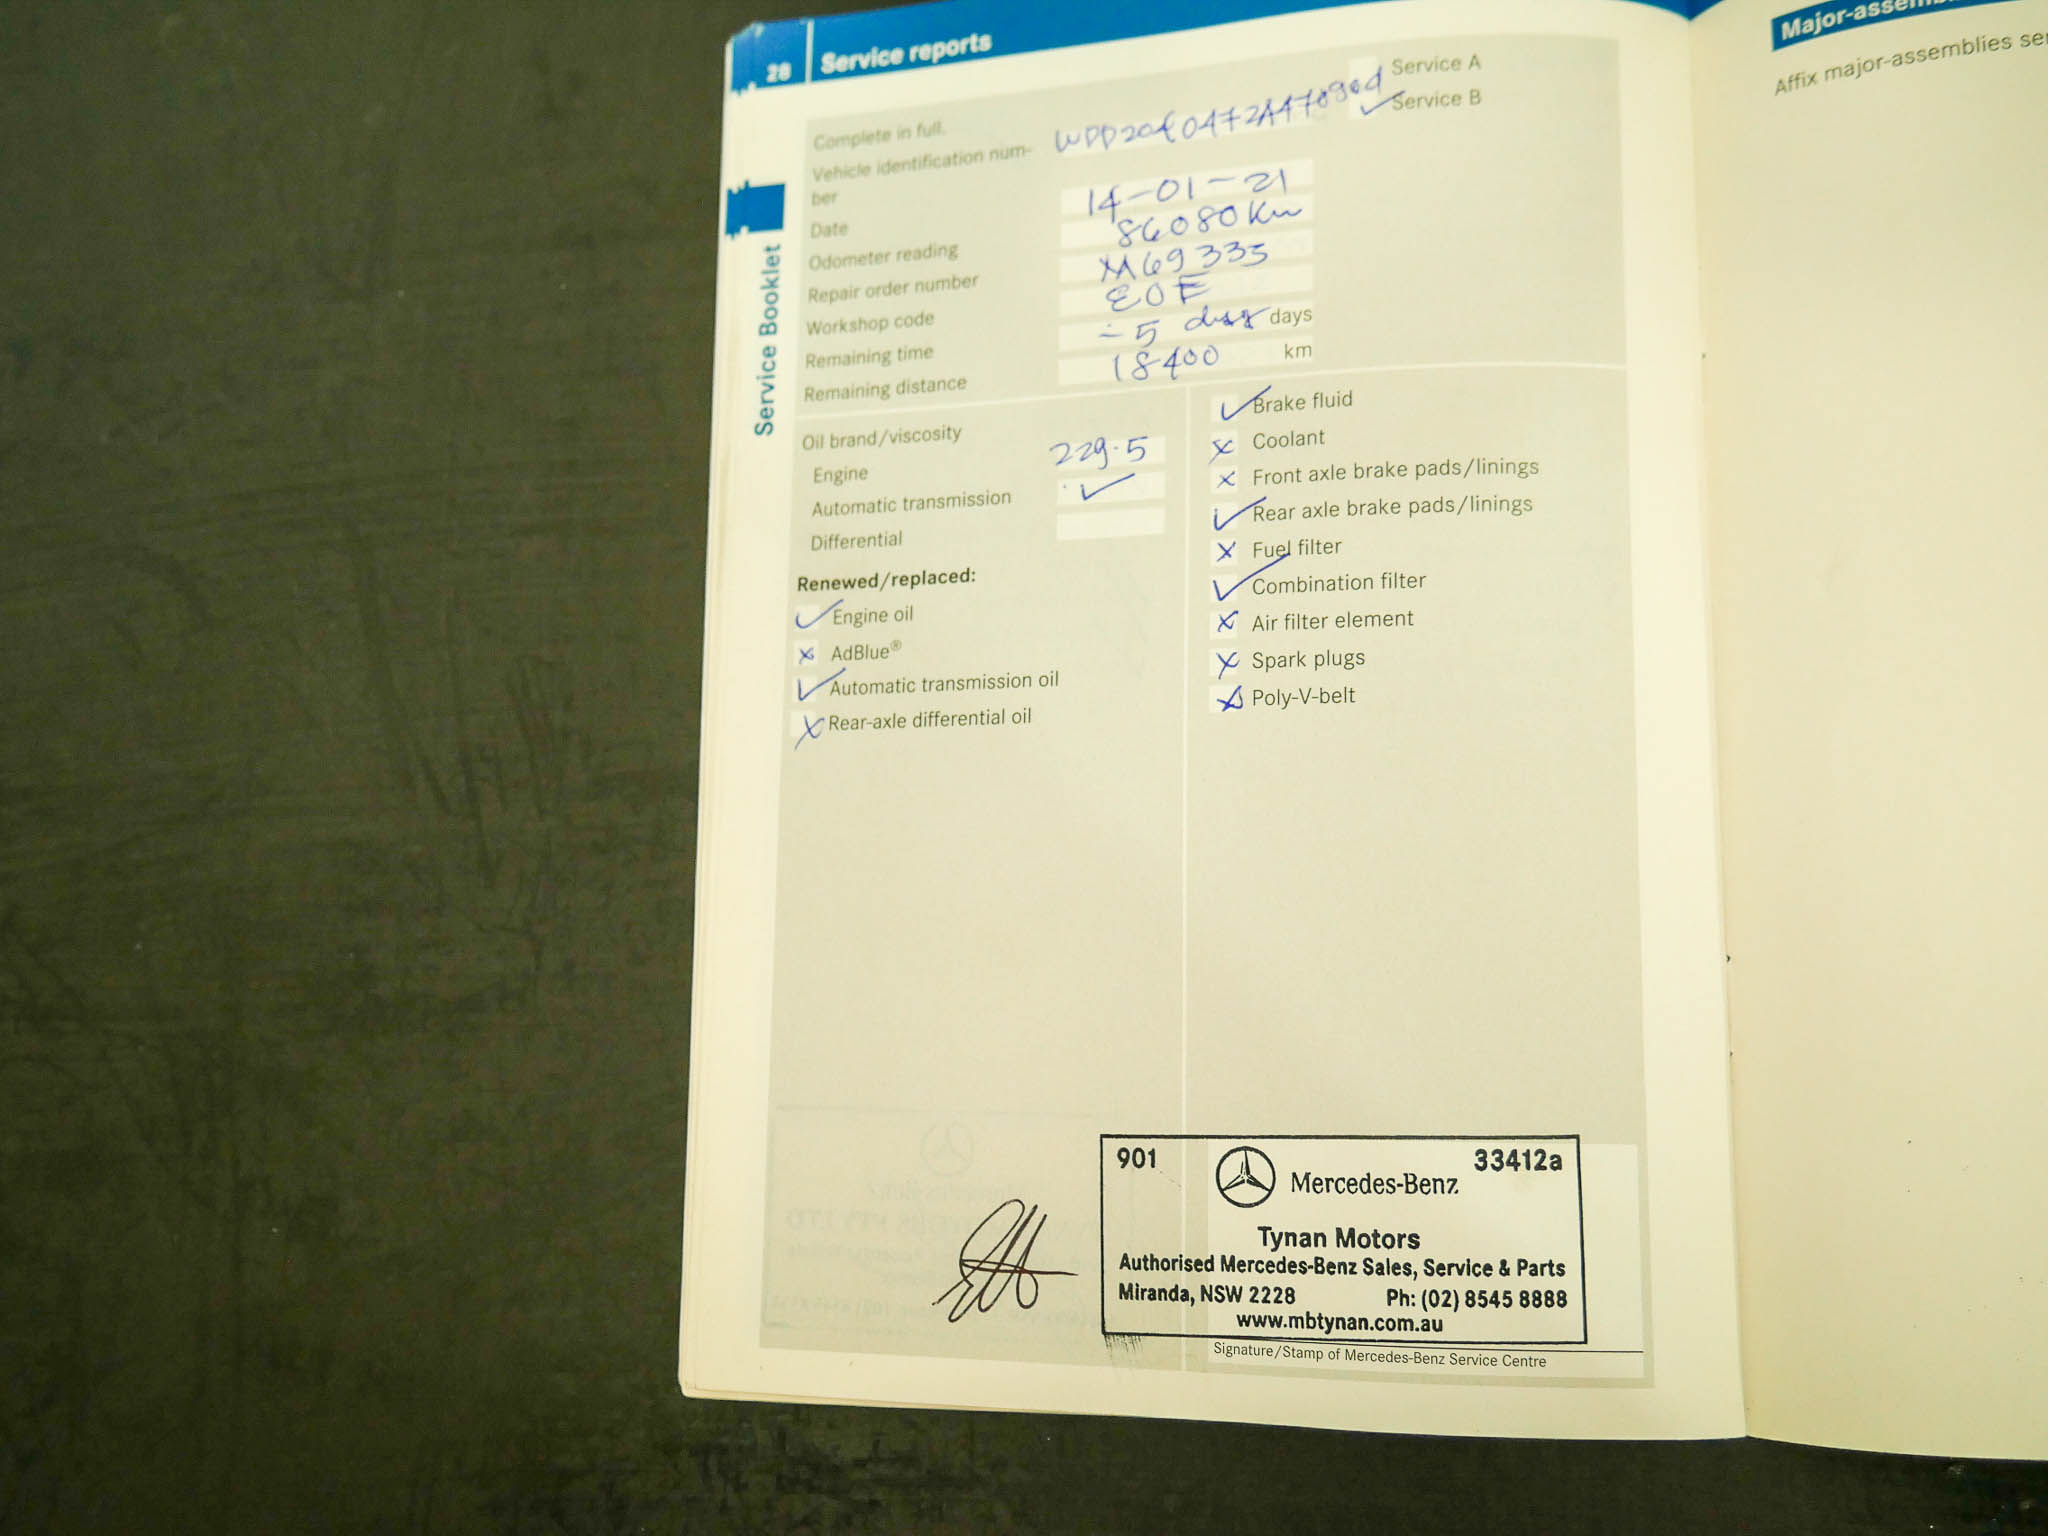 28 Service reports
Service A
✓ Service B
Complete in full.
Vehicle identification num-
ber
Date 14-01-21
Odometer reading 86080 Km
Repair order number M69335
Workshop code EOE
Remaining time -5 days days
Remaining distance 18400 km
Oil brand/viscosity
Engine 229.5
Automatic transmission ✓
Differential
Renewed/replaced:
✓ Engine oil
x AdBlue®
✓ Automatic transmission oil
x Rear-axle differential oil
✓ Brake fluid
x Coolant
x Front axle brake pads/linings
✓ Rear axle brake pads/linings
x Fuel filter
✓ Combination filter
x Air filter element
x Spark plugs
x Poly-V-belt
901 33412a
Mercedes-Benz
Tynan Motors
Authorised Mercedes-Benz Sales, Service & Parts
Miranda, NSW 2228 Ph: (02) 8545 8888
www.mbtynan.com.au
Signature/Stamp of Mercedes-Benz Service Centre
Service Booklet
Affix major-assemblies